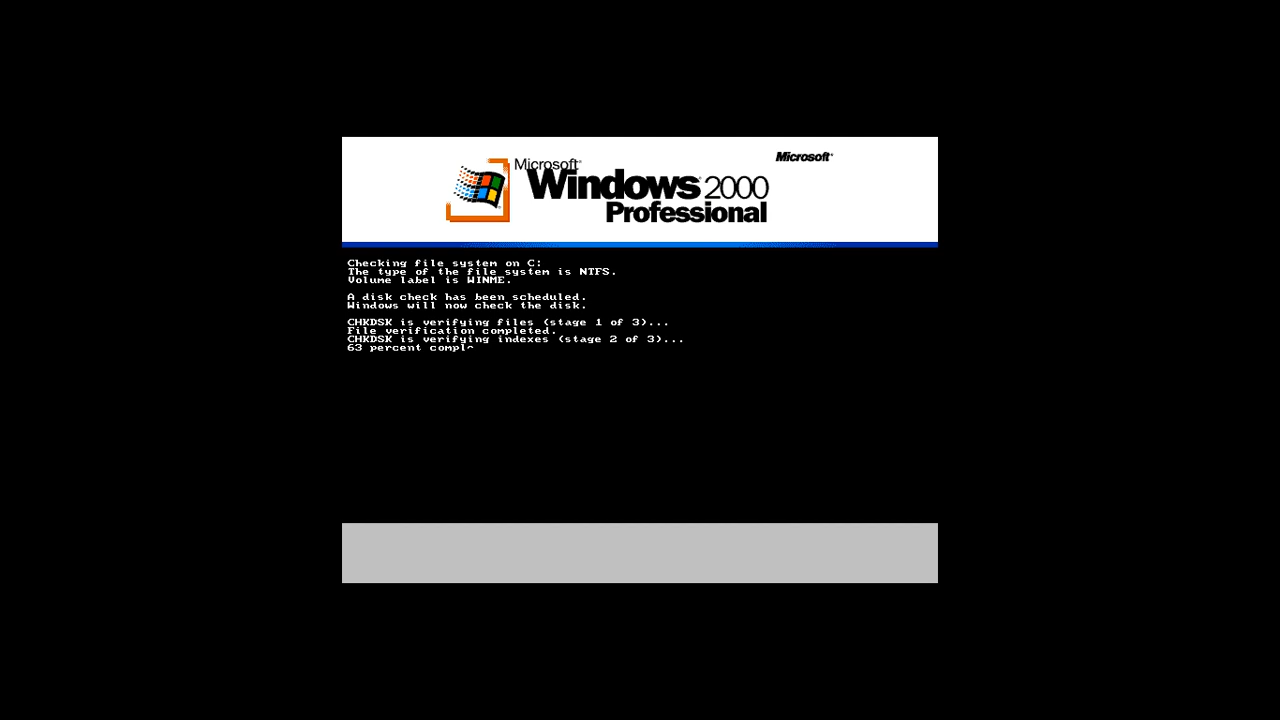 Microsoft®
Microsoft®
Windows® 2000
Professional
Checking file system on C:
The type of the file system is NTFS.
Volume label is WINME.
A disk check has been scheduled.
Windows will now check the disk.
CHKDSK is verifying files (stage 1 of 3)...
File verification completed.
CHKDSK is verifying indexes (stage 2 of 3)...
63 percent compl